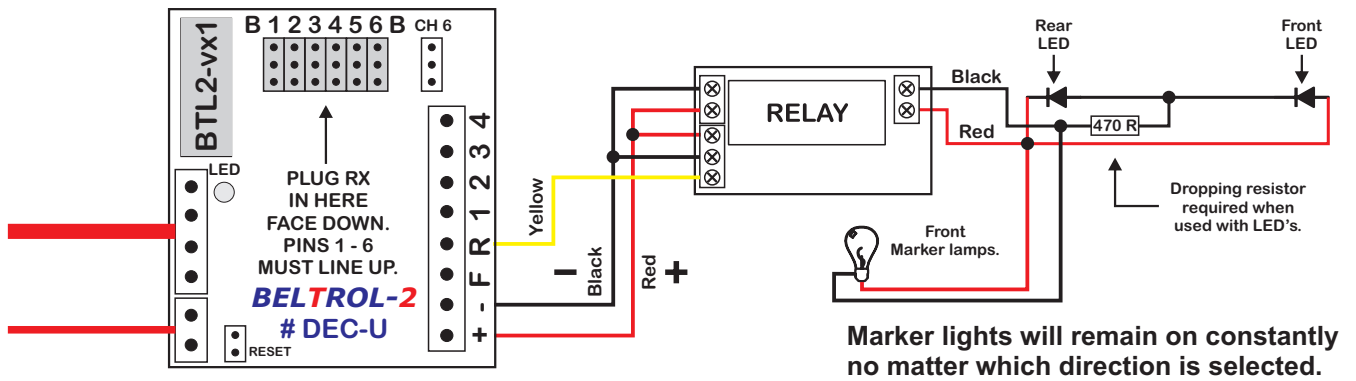 B 1 2 3 4 5 6 B CH 6
BTL2-vx1
LED
PLUG RX
IN HERE
FACE DOWN.
PINS 1 - 6
MUST LINE UP.
BELTROL-2
# DEC-U
RESET
+ - F R 1 2 3 4
Yellow
Black
Red
− +
RELAY
Black
Red
Rear
LED
Front
LED
470 R
Dropping resistor
required when
used with LED's.
Front
Marker lamps.
Marker lights will remain on constantly
no matter which direction is selected.